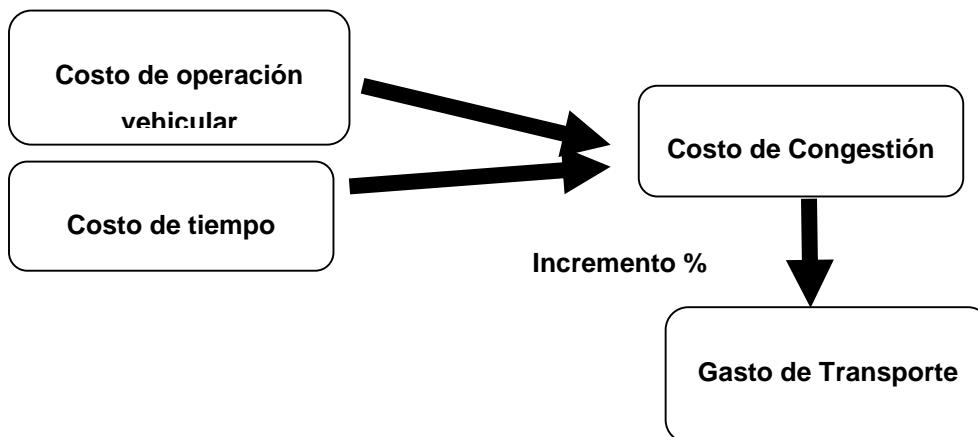 Costo de operación
vehicular
Costo de tiempo
Costo de Congestión
Incremento %
Gasto de Transporte